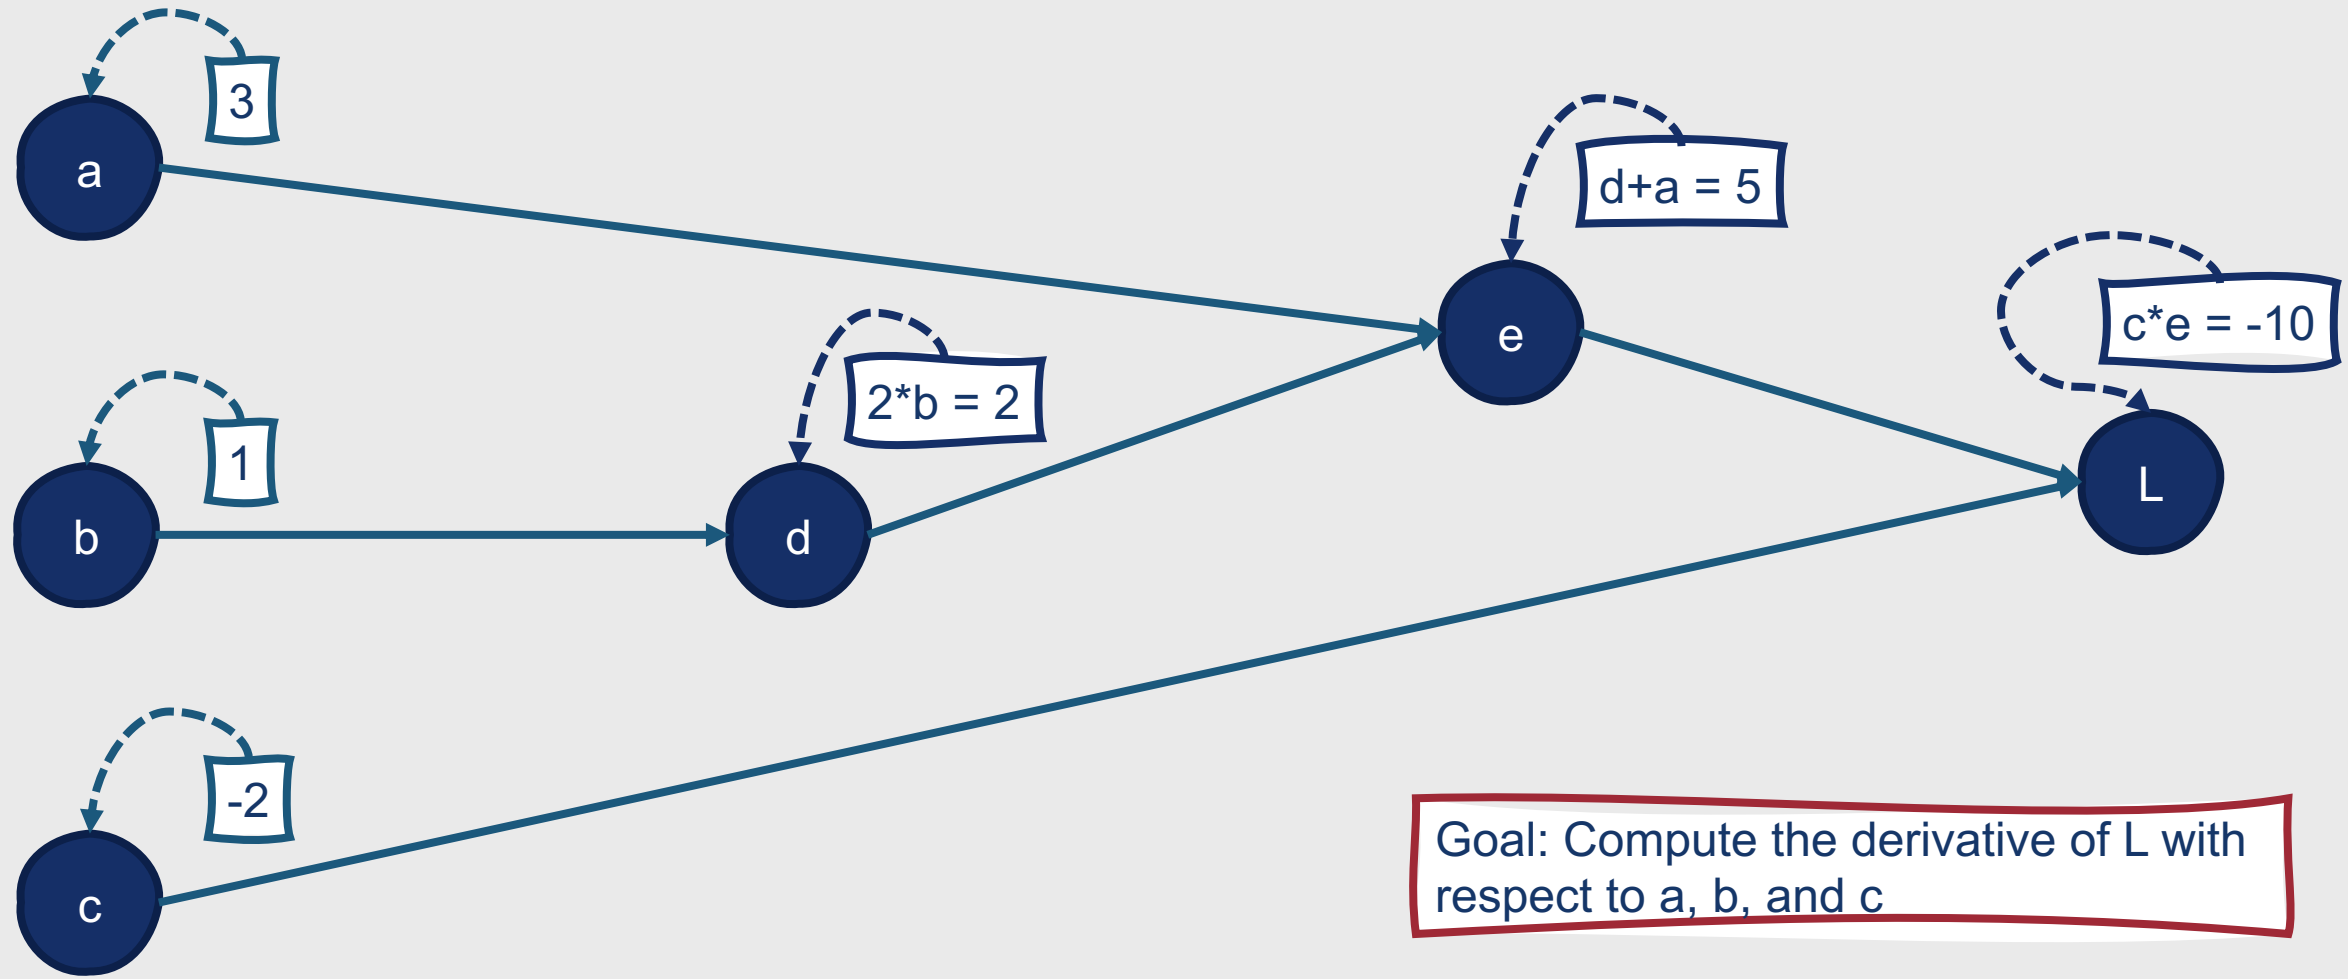 3
a
d+a = 5
e
c*e = -10
L
2*b = 2
1
b
d
-2
c
Goal: Compute the derivative of L with
respect to a, b, and c